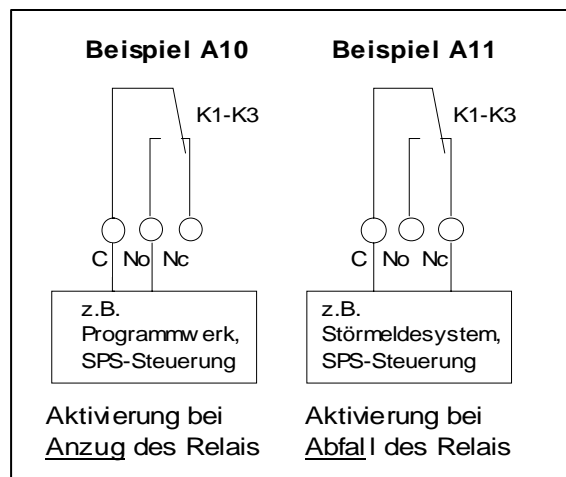 Beispiel A10
K1-K3
C No Nc
z.B.
Programmwerk,
SPS-Steuerung
Aktivierung bei
Anzug des Relais
Beispiel A11
K1-K3
C No Nc
z.B.
Störmeldesystem,
SPS-Steuerung
Aktivierung bei
Abfall des Relais